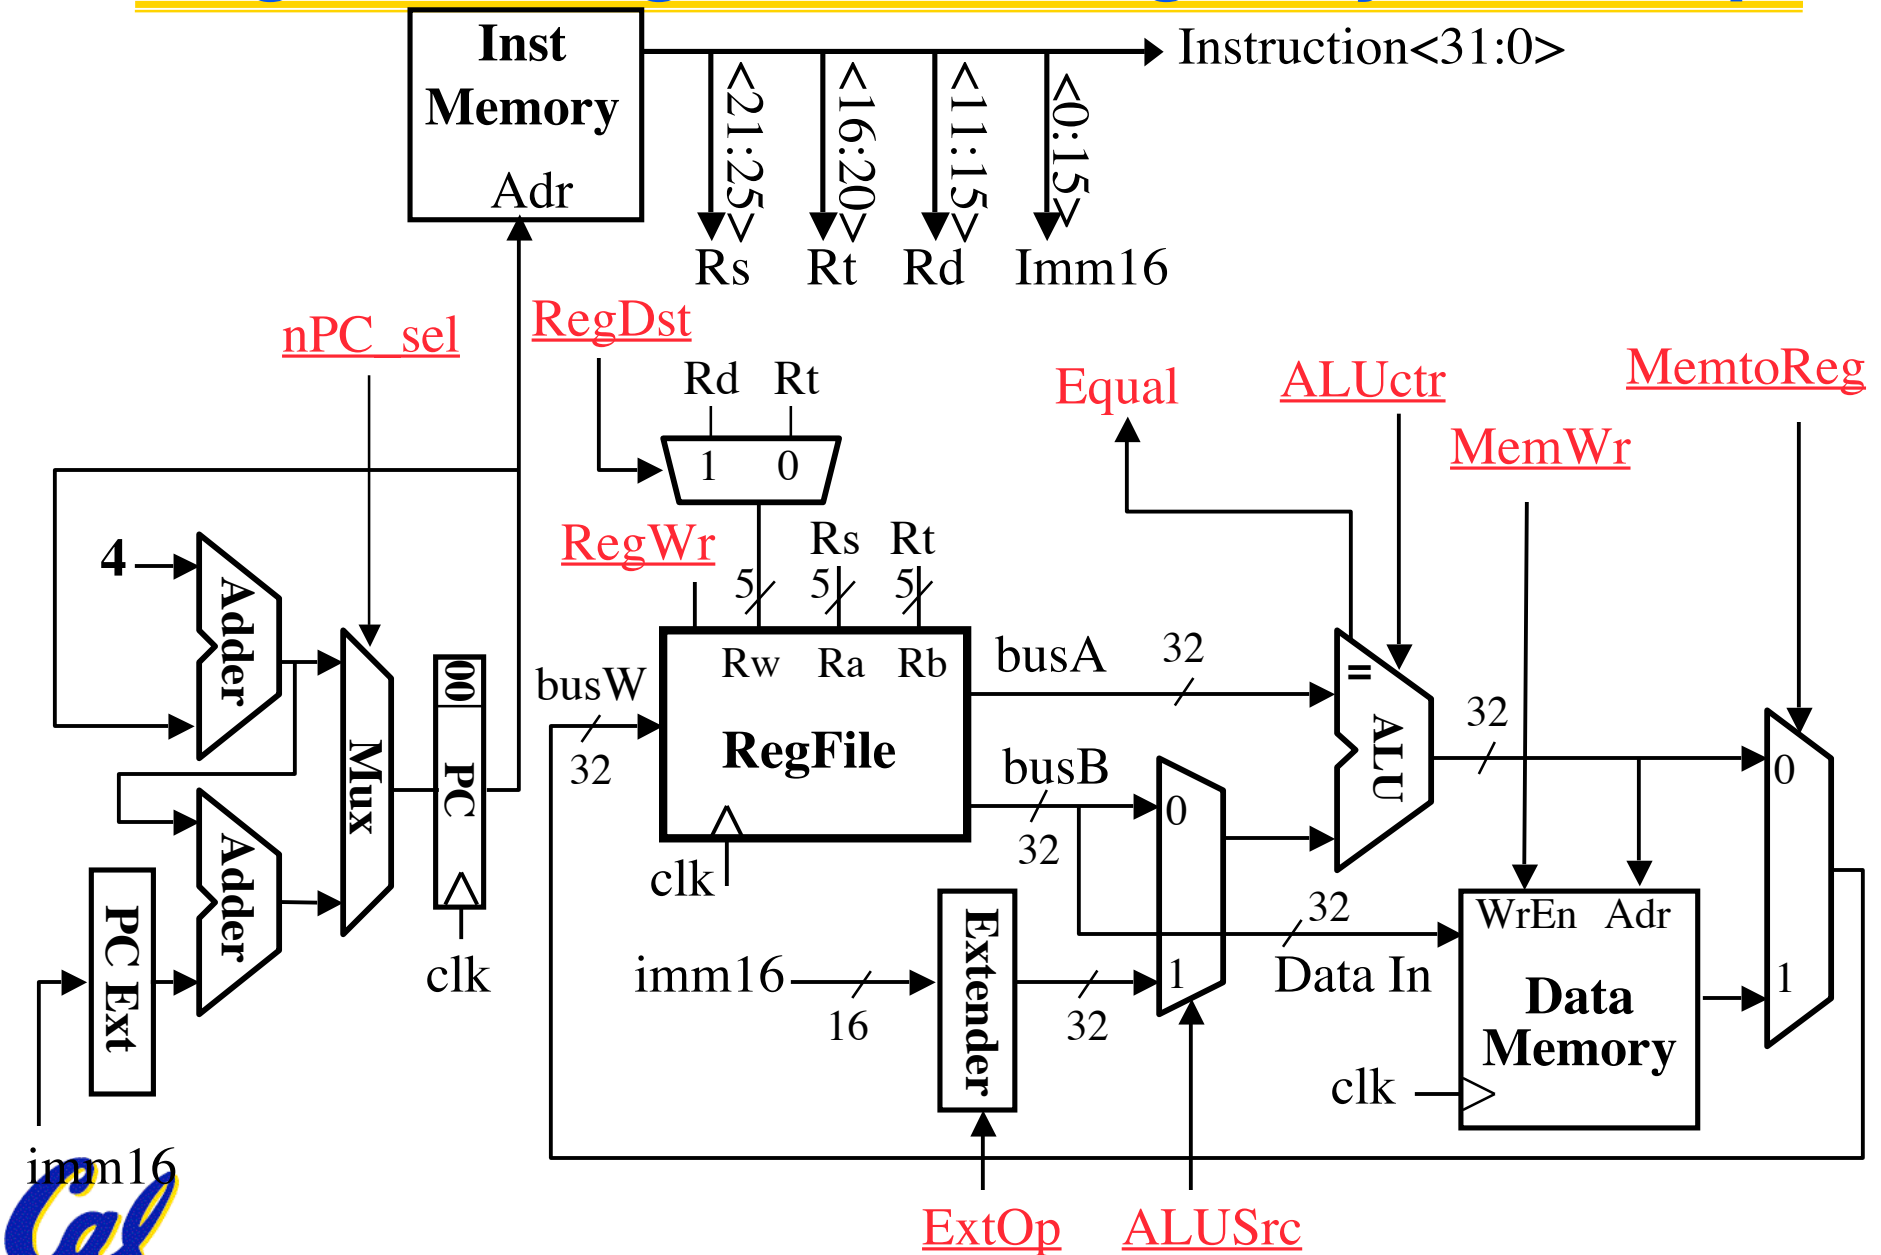 Inst
Memory
Adr
Instruction<31:0>
<21:25>
<16:20>
<11:15>
<0:15>
Rs
Rt
Rd
Imm16
nPC_sel
RegDst
Rd
Rt
1
0
Equal
ALUctr
MemtoReg
MemWr
RegWr
Rs
Rt
5
5
5
4
Adder
Mux
00
PC
clk
Adder
PC Ext
imm16
busW
32
Rw
Ra
Rb
RegFile
clk
busA
32
busB
32
0
1
imm16
16
Extender
32
=
ALU
32
32
Data In
WrEn
Adr
Data
Memory
clk
0
1
ExtOp
ALUSrc
Cal